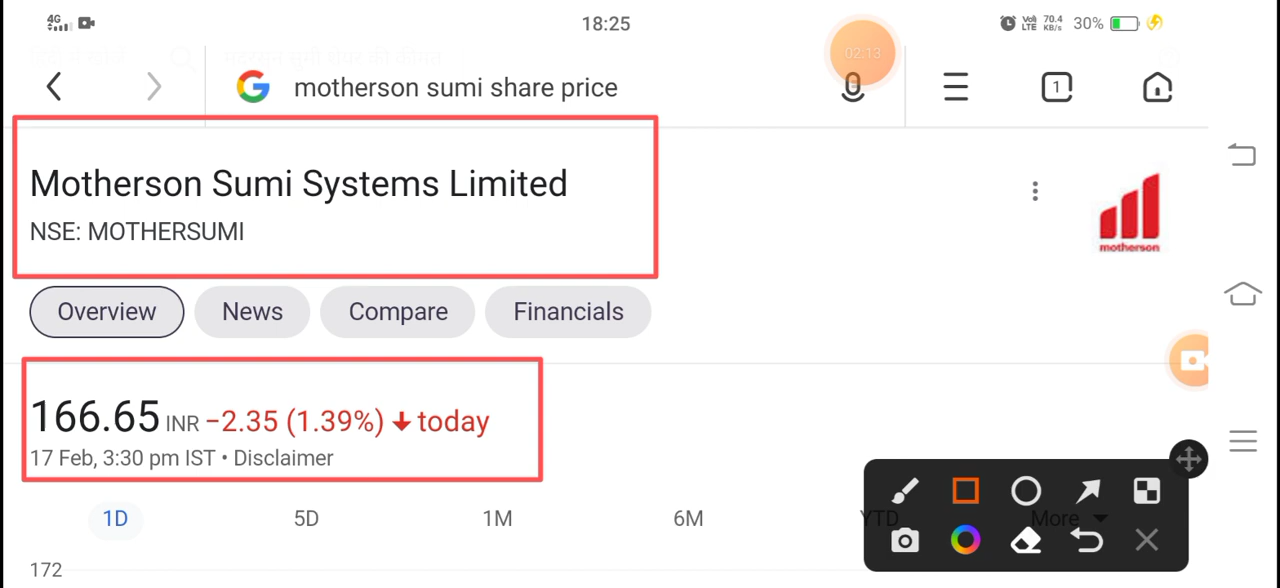 4G
18:25
Vo) LTE
70.4 KB/s
30%
02:13
motherson sumi share price
1
Motherson Sumi Systems Limited
NSE: MOTHERSUMI
motherson
Overview News Compare Financials
166.65 INR −2.35 (1.39%) ↓ today
17 Feb, 3:30 pm IST • Disclaimer
1D 5D 1M 6M YTD More
172